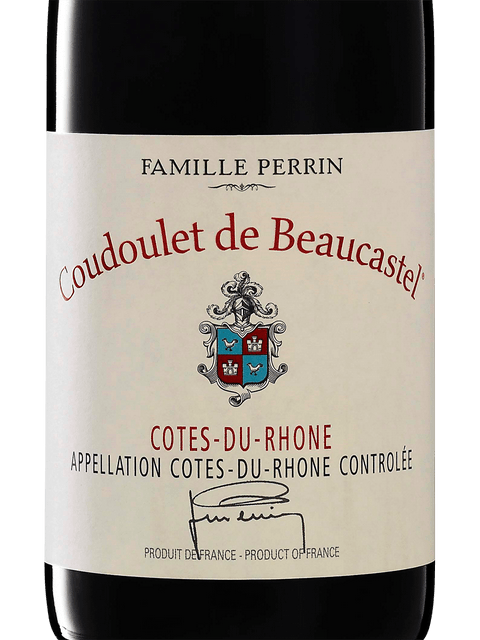 FAMILLE PERRIN
Coudoulet de Beaucastel®
COTES-DU-RHONE
APPELLATION COTES-DU-RHONE CONTROLÉE
PRODUIT DE FRANCE - PRODUCT OF FRANCE